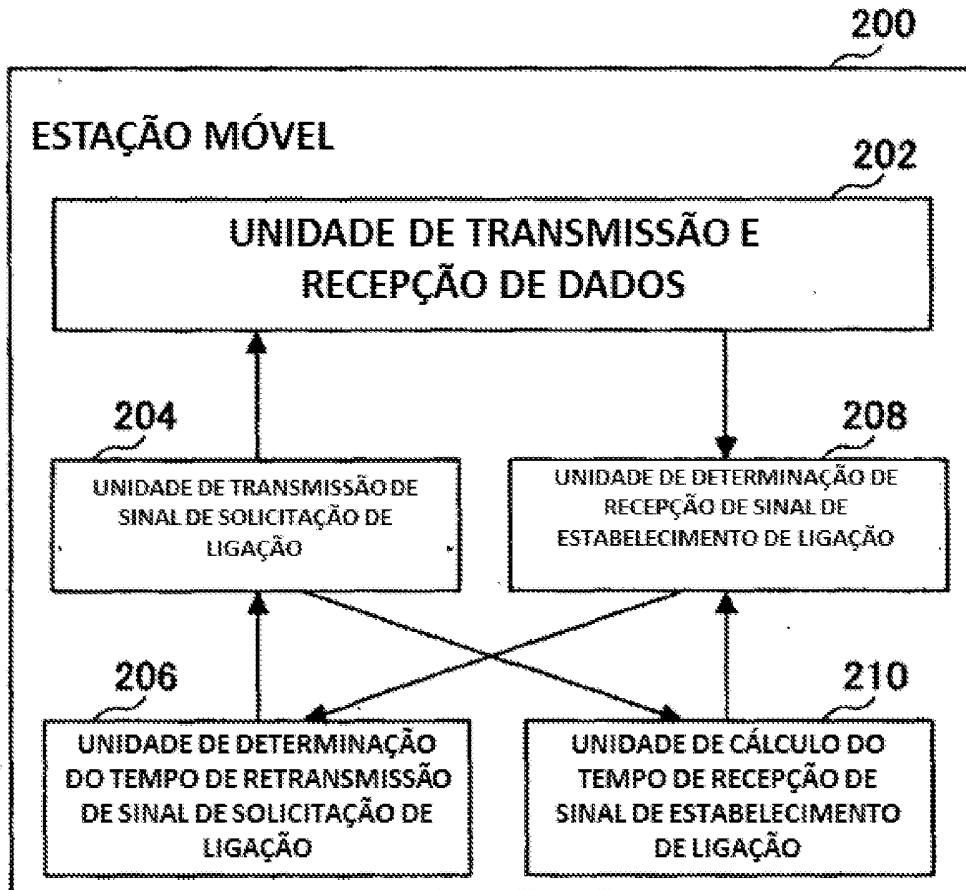 200
ESTAÇÃO MÓVEL
202
UNIDADE DE TRANSMISSÃO E
RECEPÇÃO DE DADOS
204
UNIDADE DE TRANSMISSÃO DE
SINAL DE SOLICITAÇÃO DE
LIGAÇÃO
208
UNIDADE DE DETERMINAÇÃO DE
RECEPÇÃO DE SINAL DE
ESTABELECIMENTO DE LIGAÇÃO
206
UNIDADE DE DETERMINAÇÃO
DO TEMPO DE RETRANSMISSÃO
DE SINAL DE SOLICITAÇÃO DE
LIGAÇÃO
210
UNIDADE DE CÁLCULO DO
TEMPO DE RECEPÇÃO DE
SINAL DE ESTABELECIMENTO
DE LIGAÇÃO